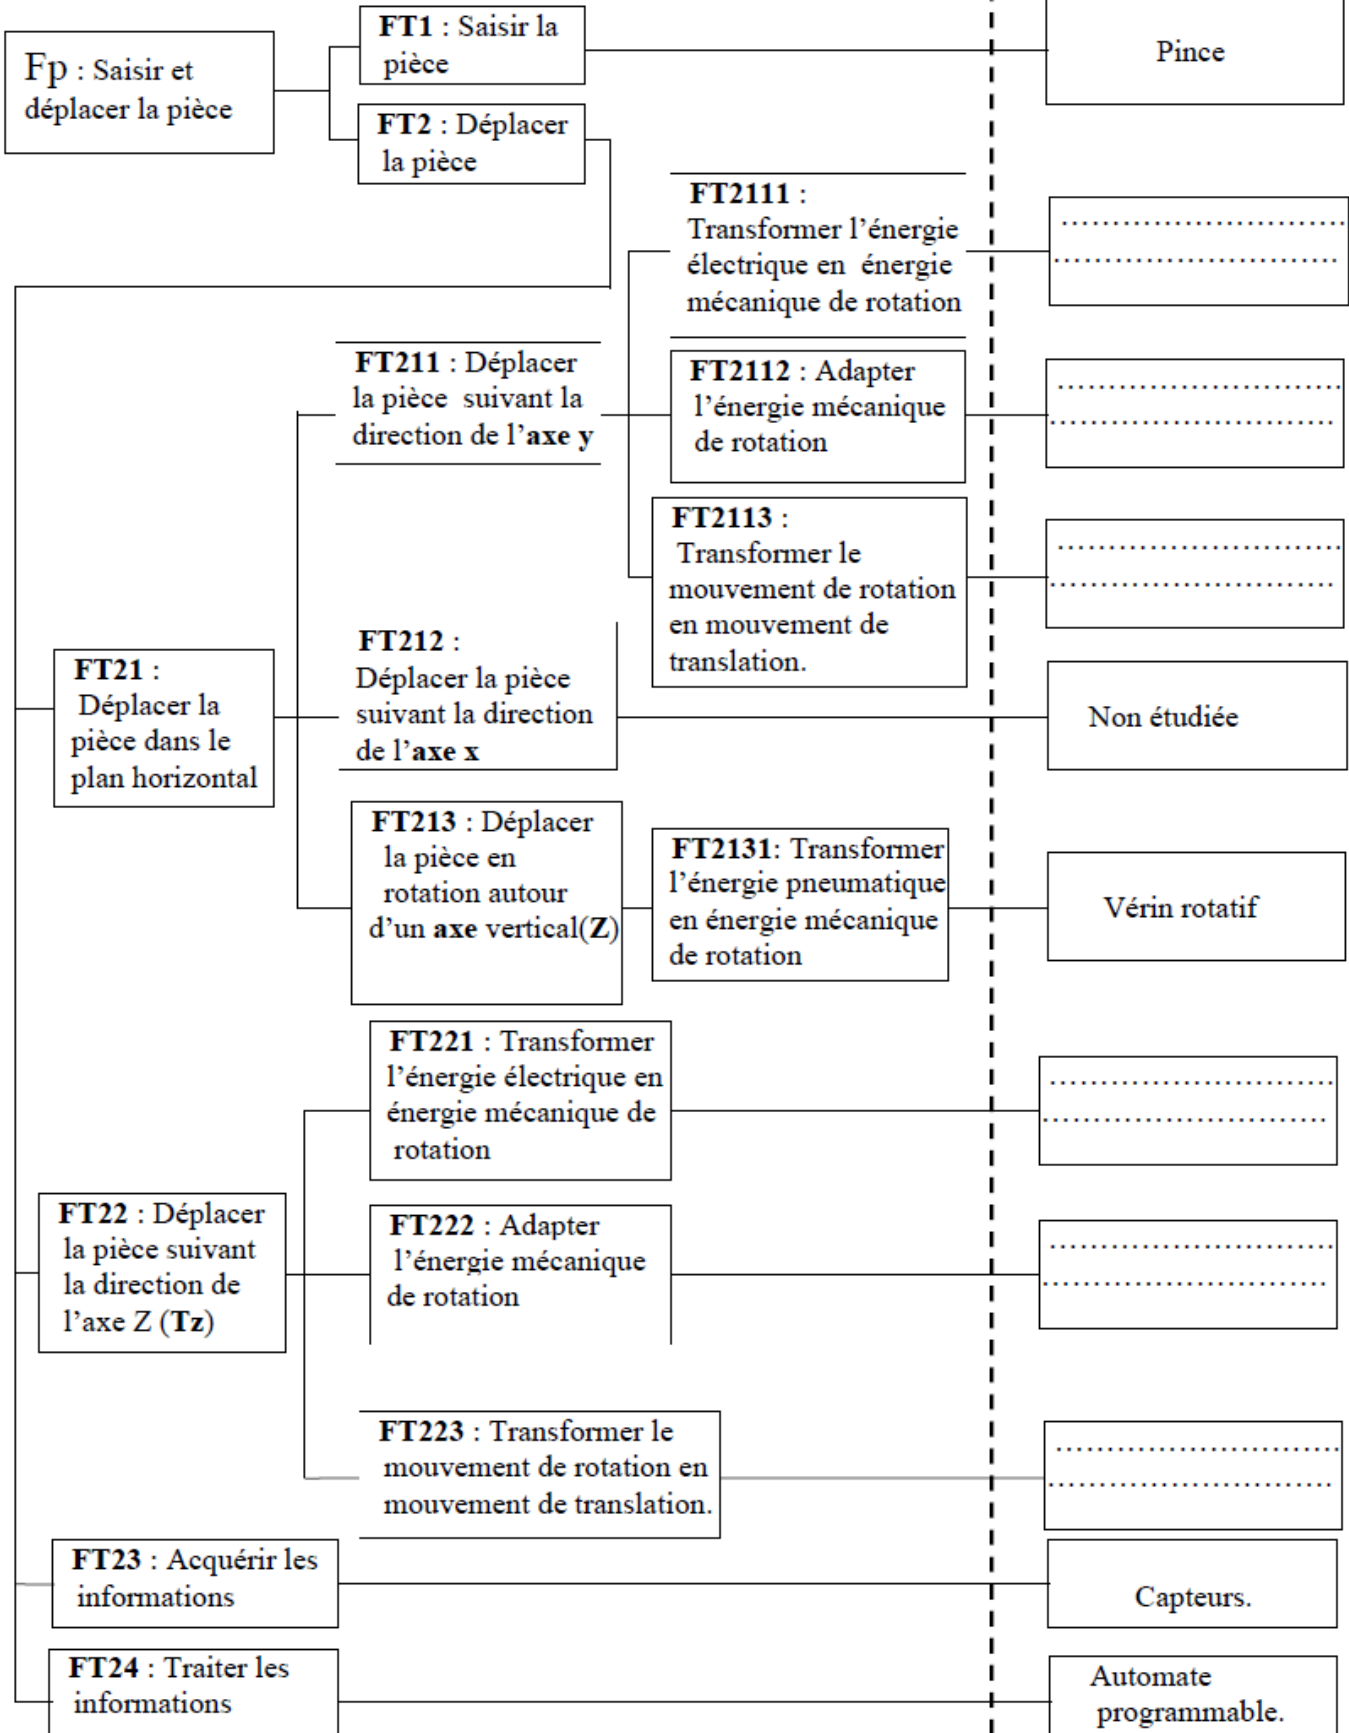 Fp : Saisir et
déplacer la pièce
FT1 : Saisir la
pièce
Pince
FT2 : Déplacer
la pièce
FT2111 :
Transformer l’énergie
électrique en énergie
mécanique de rotation
………………………
………………………
FT211 : Déplacer
la pièce suivant la
direction de l’axe y
FT2112 : Adapter
l’énergie mécanique
de rotation
………………………
………………………
FT2113 :
Transformer le
mouvement de rotation
en mouvement de
translation.
………………………
………………………
FT21 :
Déplacer la
pièce dans le
plan horizontal
FT212 :
Déplacer la pièce
suivant la direction
de l’axe x
Non étudiée
FT213 : Déplacer
la pièce en
rotation autour
d’un axe vertical(Z)
FT2131: Transformer
l’énergie pneumatique
en énergie mécanique
de rotation
Vérin rotatif
FT221 : Transformer
l’énergie électrique en
énergie mécanique de
rotation
………………………
………………………
FT22 : Déplacer
la pièce suivant
la direction de
l’axe Z (Tz)
FT222 : Adapter
l’énergie mécanique
de rotation
………………………
………………………
FT223 : Transformer le
mouvement de rotation en
mouvement de translation.
………………………
………………………
FT23 : Acquérir les
informations
Capteurs.
FT24 : Traiter les
informations
Automate
programmable.